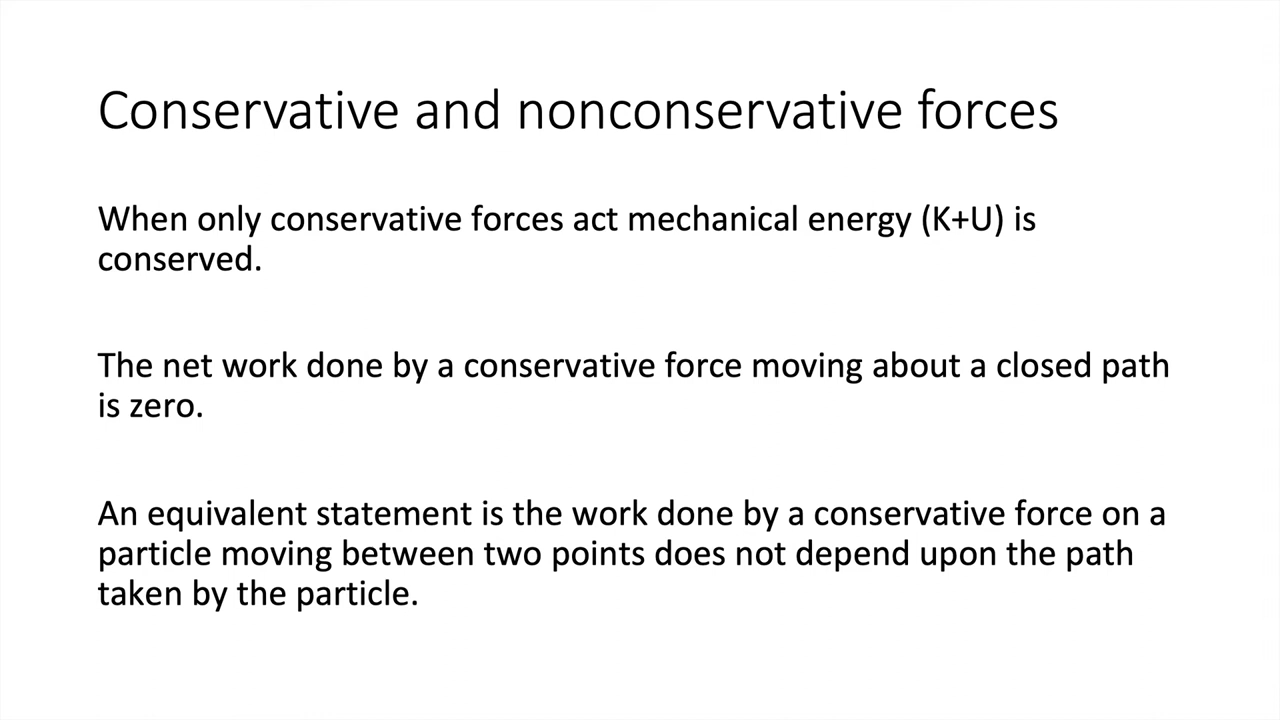 Conservative and nonconservative forces
When only conservative forces act mechanical energy (K+U) is
conserved.
The net work done by a conservative force moving about a closed path
is zero.
An equivalent statement is the work done by a conservative force on a
particle moving between two points does not depend upon the path
taken by the particle.